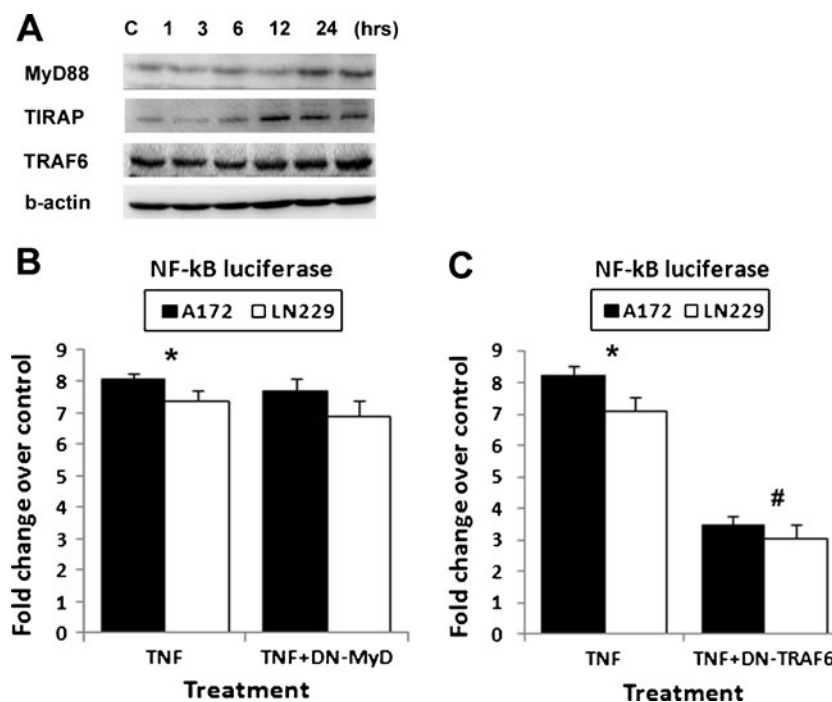 A
C 1 3 6 12 24 (hrs)
MyD88
TIRAP
TRAF6
b-actin
B
NF-kB luciferase
A172 LN229
Fold change over control
9
8
7
6
5
4
3
2
1
0
*
TNF TNF+DN-MyD
Treatment
C
NF-kB luciferase
A172 LN229
Fold change over control
9
8
7
6
5
4
3
2
1
0
*
#
TNF TNF+DN-TRAF6
Treatment